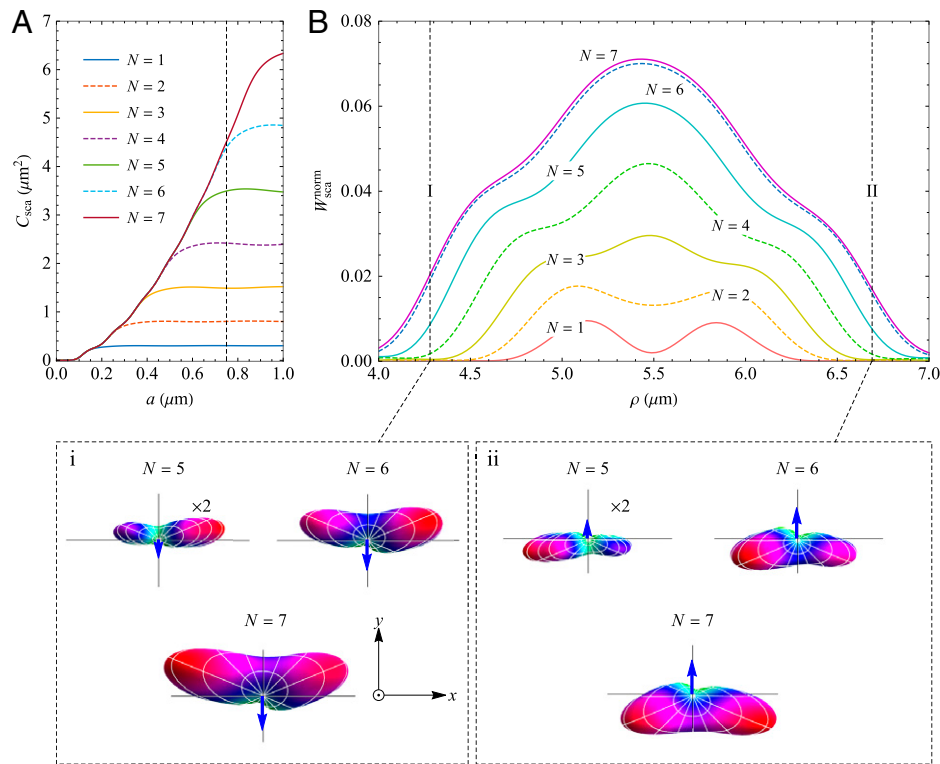 A
B
C_sca (μm²)
7
6
5
4
3
2
1
0
N = 1
N = 2
N = 3
N = 4
N = 5
N = 6
N = 7
0.0 0.2 0.4 0.6 0.8 1.0
a (μm)
W_sca^norm
0.08
0.06
0.04
0.02
0.00
I
II
N = 7
N = 6
N = 5
N = 4
N = 3
N = 2
N = 1
4.0 4.5 5.0 5.5 6.0 6.5 7.0
ρ (μm)
i
N = 5
×2
N = 6
N = 7
y
x
ii
N = 5
×2
N = 6
N = 7